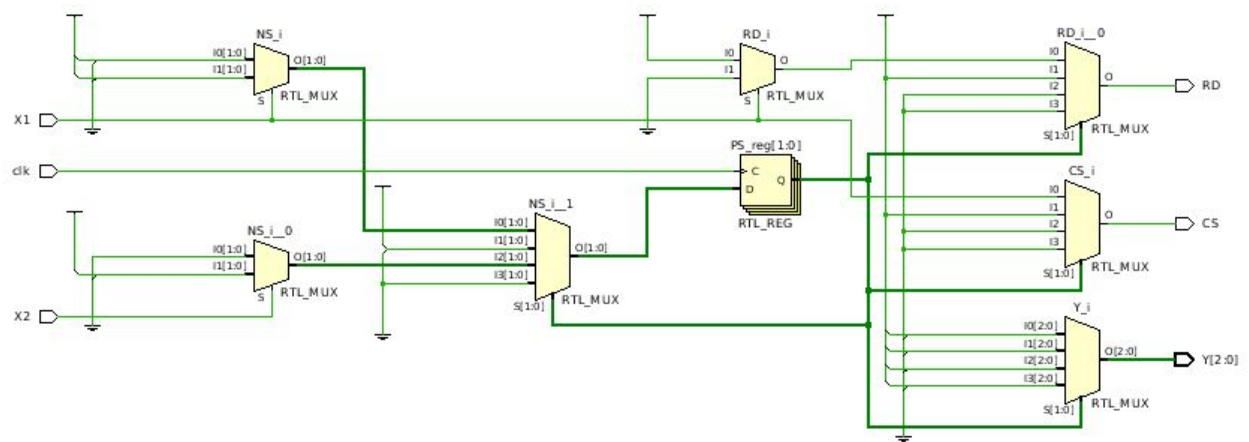 NS_i
I0[1:0]
I1[1:0]
O[1:0]
S
RTL_MUX
RD_i
I0
I1
O
S
RTL_MUX
RD_i__0
I0
I1
I2
I3
O
S[1:0]
RTL_MUX
RD
X1
clk
PS_reg[1:0]
C
D
Q
RTL_REG
CS_i
I0
I1
I2
I3
O
S[1:0]
RTL_MUX
CS
NS_i__0
I0[1:0]
I1[1:0]
O[1:0]
S
RTL_MUX
X2
NS_i__1
I0[1:0]
I1[1:0]
I2[1:0]
I3[1:0]
O[1:0]
S[1:0]
RTL_MUX
Y_i
I0[2:0]
I1[2:0]
I2[2:0]
I3[2:0]
O[2:0]
S[1:0]
RTL_MUX
Y[2:0]